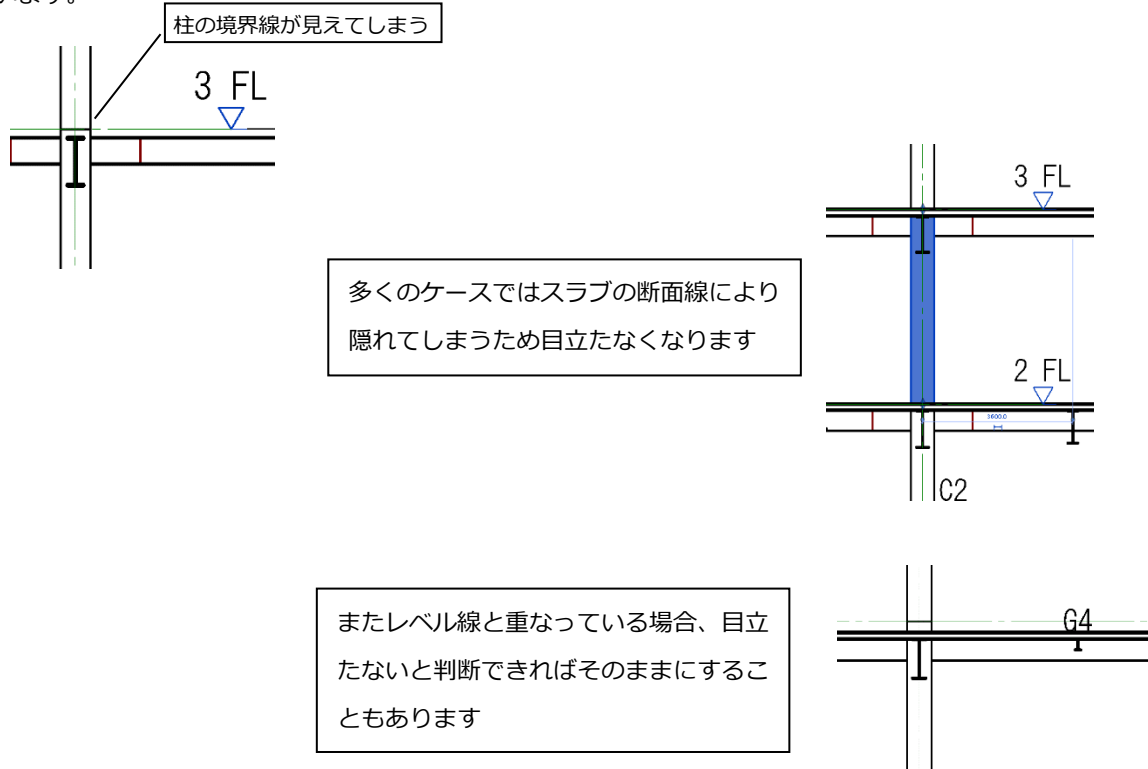 ります。
柱の境界線が見えてしまう
3 FL
3 FL
多くのケースではスラブの断面線により
隠れてしまうため目立たなくなります
2 FL
3600.0
C2
またレベル線と重なっている場合、目立
たないと判断できればそのままにするこ
ともあります
G4